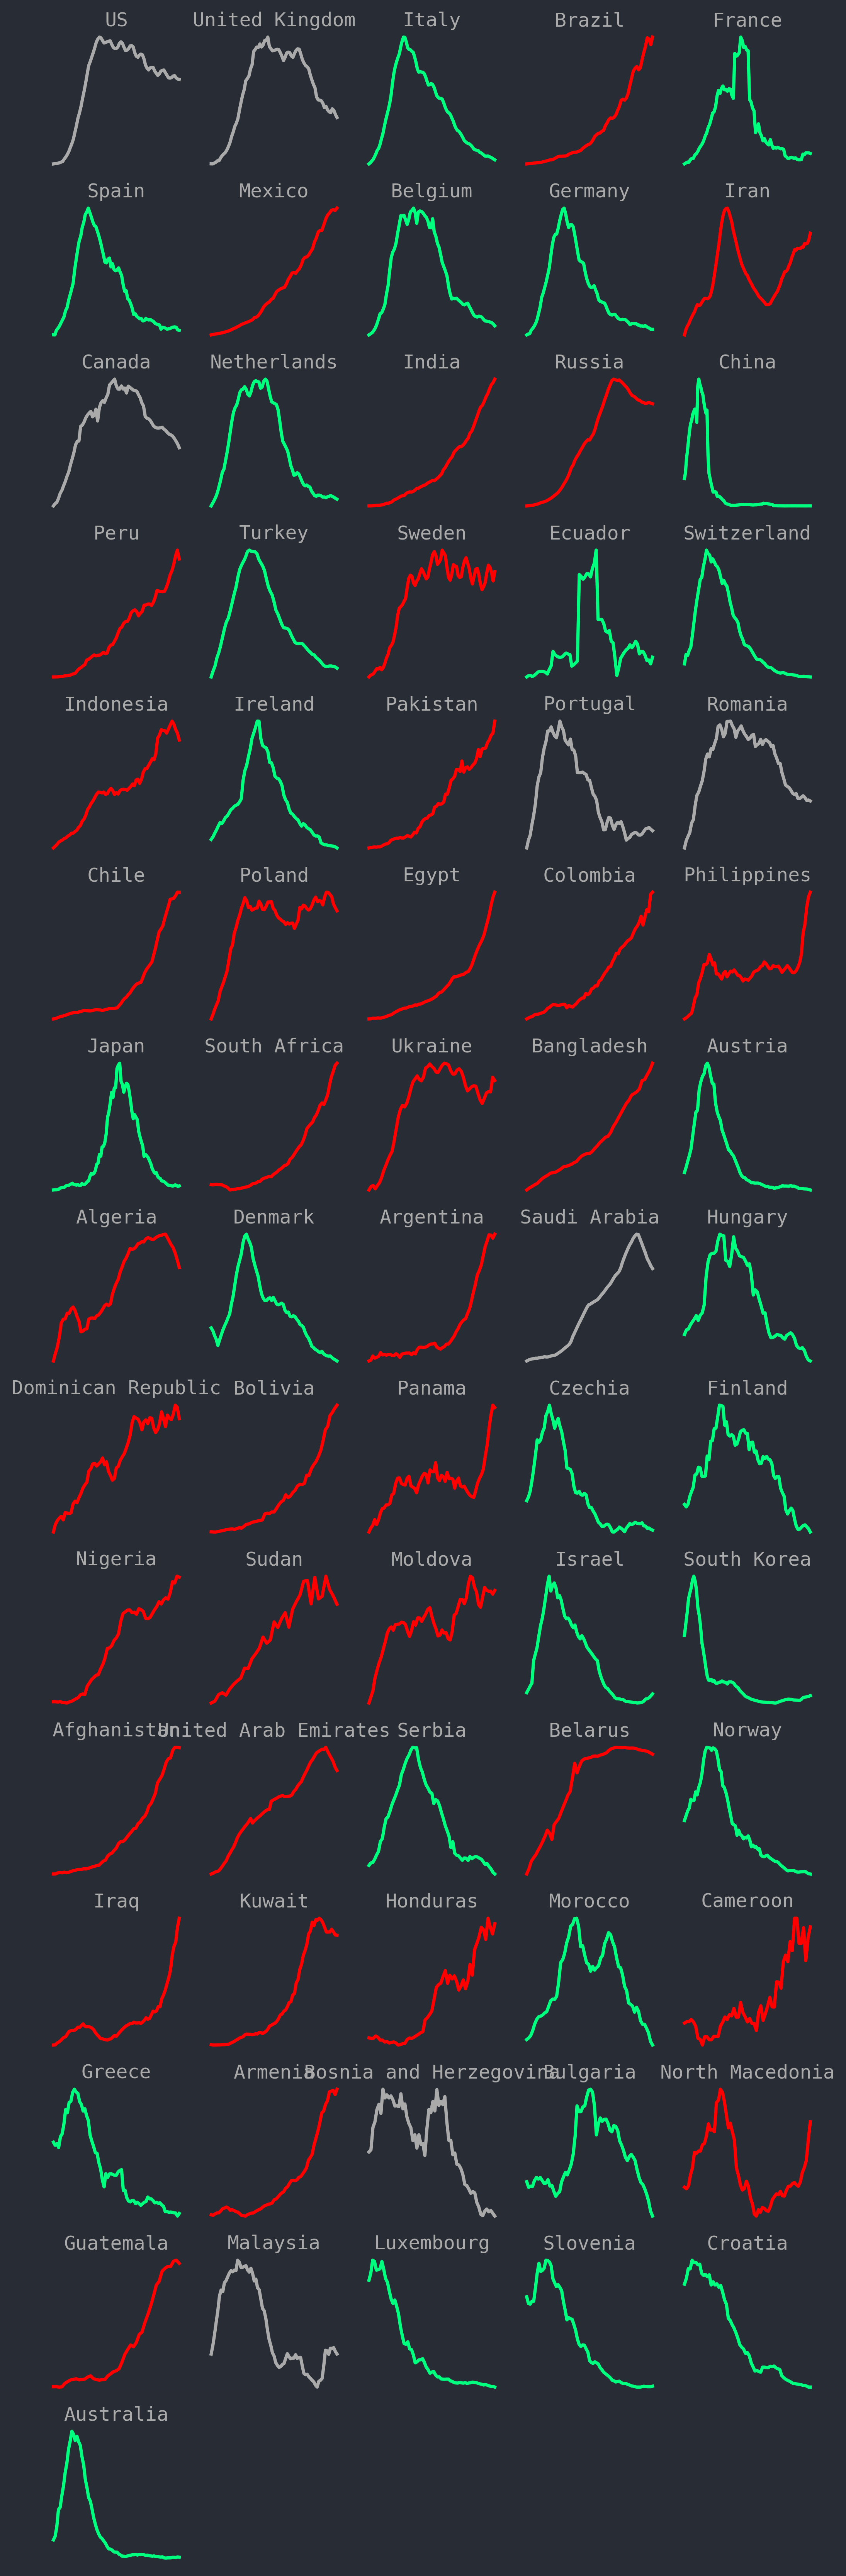 US United Kingdom Italy Brazil France
Spain Mexico Belgium Germany Iran
Canada Netherlands India Russia China
Peru Turkey Sweden Ecuador Switzerland
Indonesia Ireland Pakistan Portugal Romania
Chile Poland Egypt Colombia Philippines
Japan South Africa Ukraine Bangladesh Austria
Algeria Denmark Argentina Saudi Arabia Hungary
Dominican Republic Bolivia Panama Czechia Finland
Nigeria Sudan Moldova Israel South Korea
Afghanistan United Arab Emirates Serbia Belarus Norway
Iraq Kuwait Honduras Morocco Cameroon
Greece Armenia Bosnia and Herzegovina Bulgaria North Macedonia
Guatemala Malaysia Luxembourg Slovenia Croatia
Australia